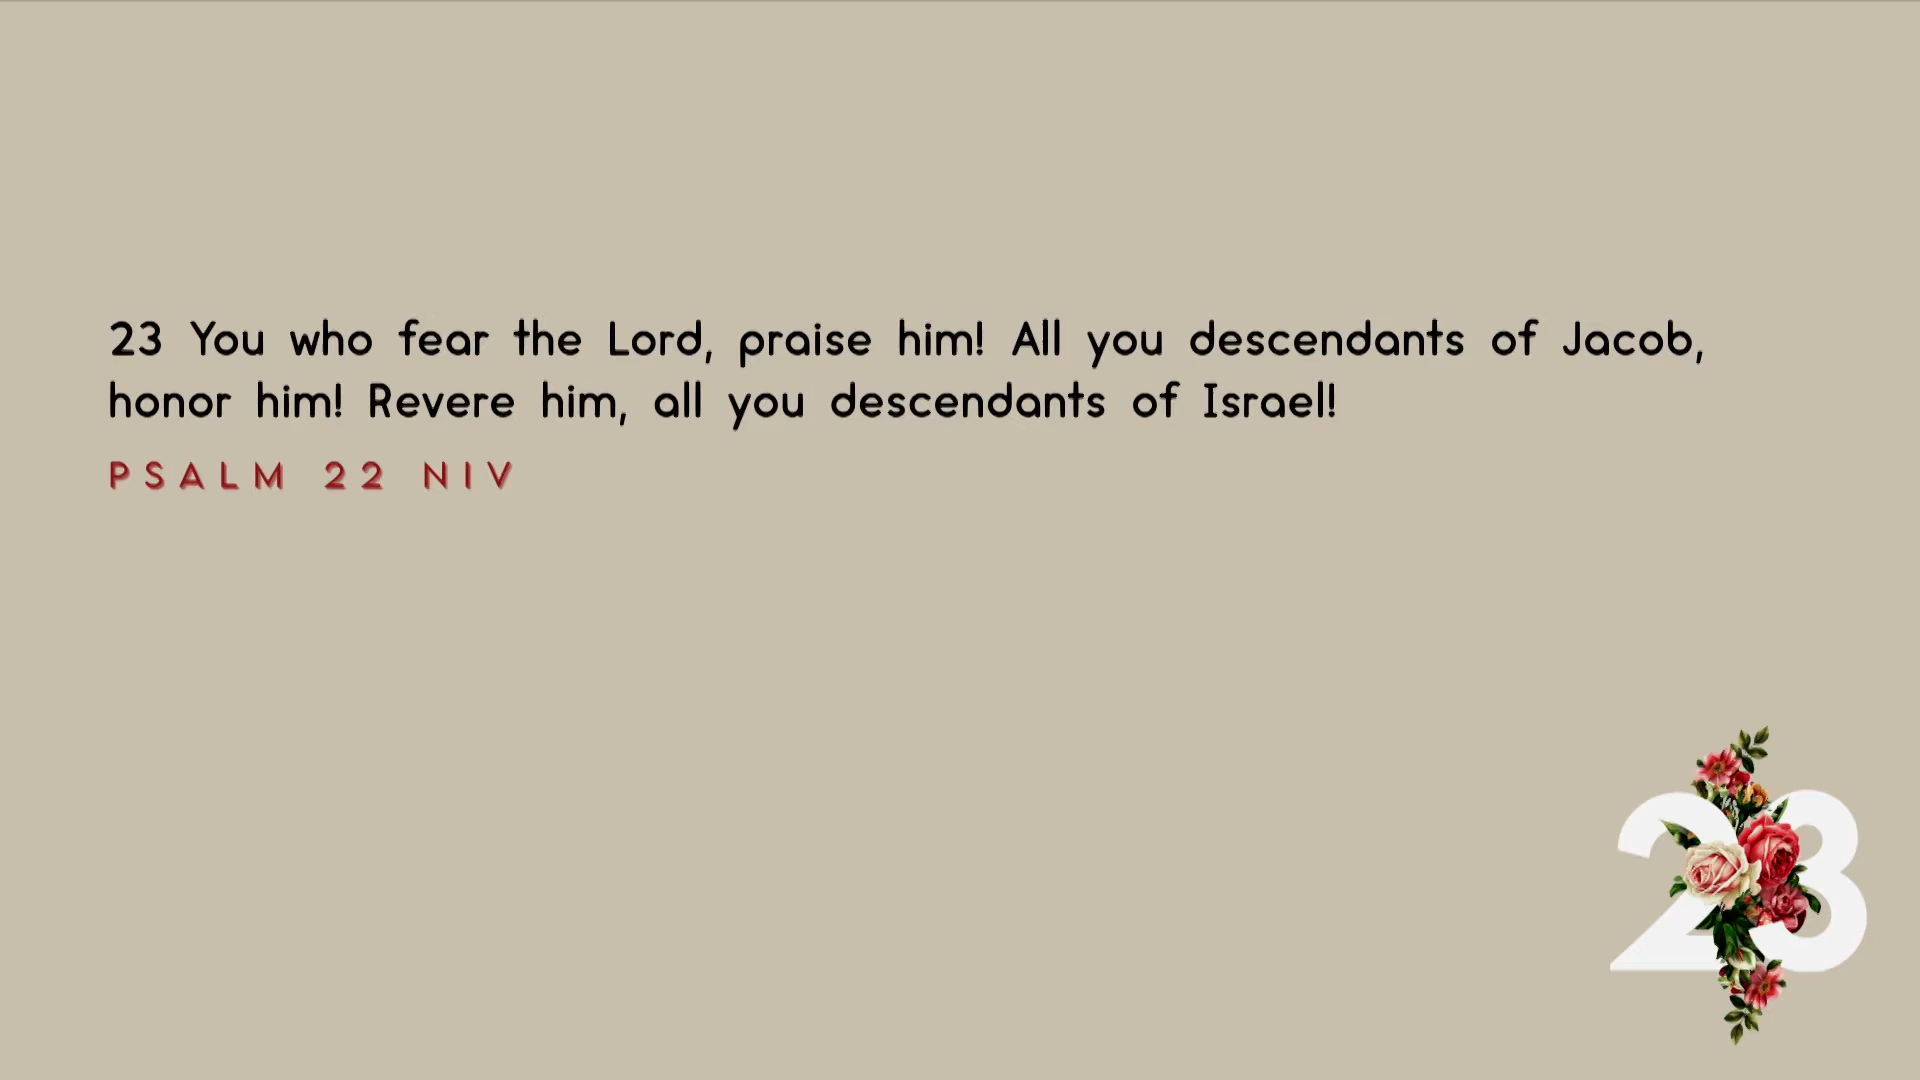 23 You who fear the Lord, praise him! All you descendants of Jacob,
honor him! Revere him, all you descendants of Israel!
PSALM 22 NIV
23